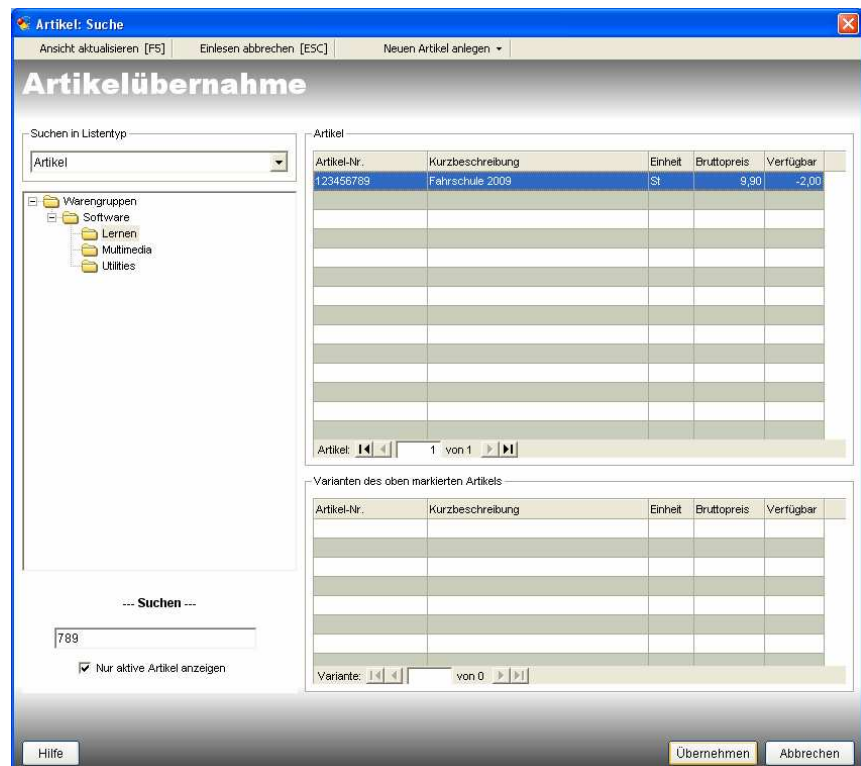 Artikel: Suche
Ansicht aktualisieren [F5] Einlesen abbrechen [ESC] Neuen Artikel anlegen
Artikelübernahme
Suchen in Listentyp
Artikel
Warengruppen
Software
Lernen
Multimedia
Utilities
--- Suchen ---
789
Nur aktive Artikel anzeigen
Artikel
Artikel-Nr. Kurzbeschreibung Einheit Bruttopreis Verfügbar
123456789 Fahrschule 2009 St 9,90 -2,00
Artikel: 1 von 1
Varianten des oben markierten Artikels
Artikel-Nr. Kurzbeschreibung Einheit Bruttopreis Verfügbar
Variante: von 0
Hilfe Übernehmen Abbrechen